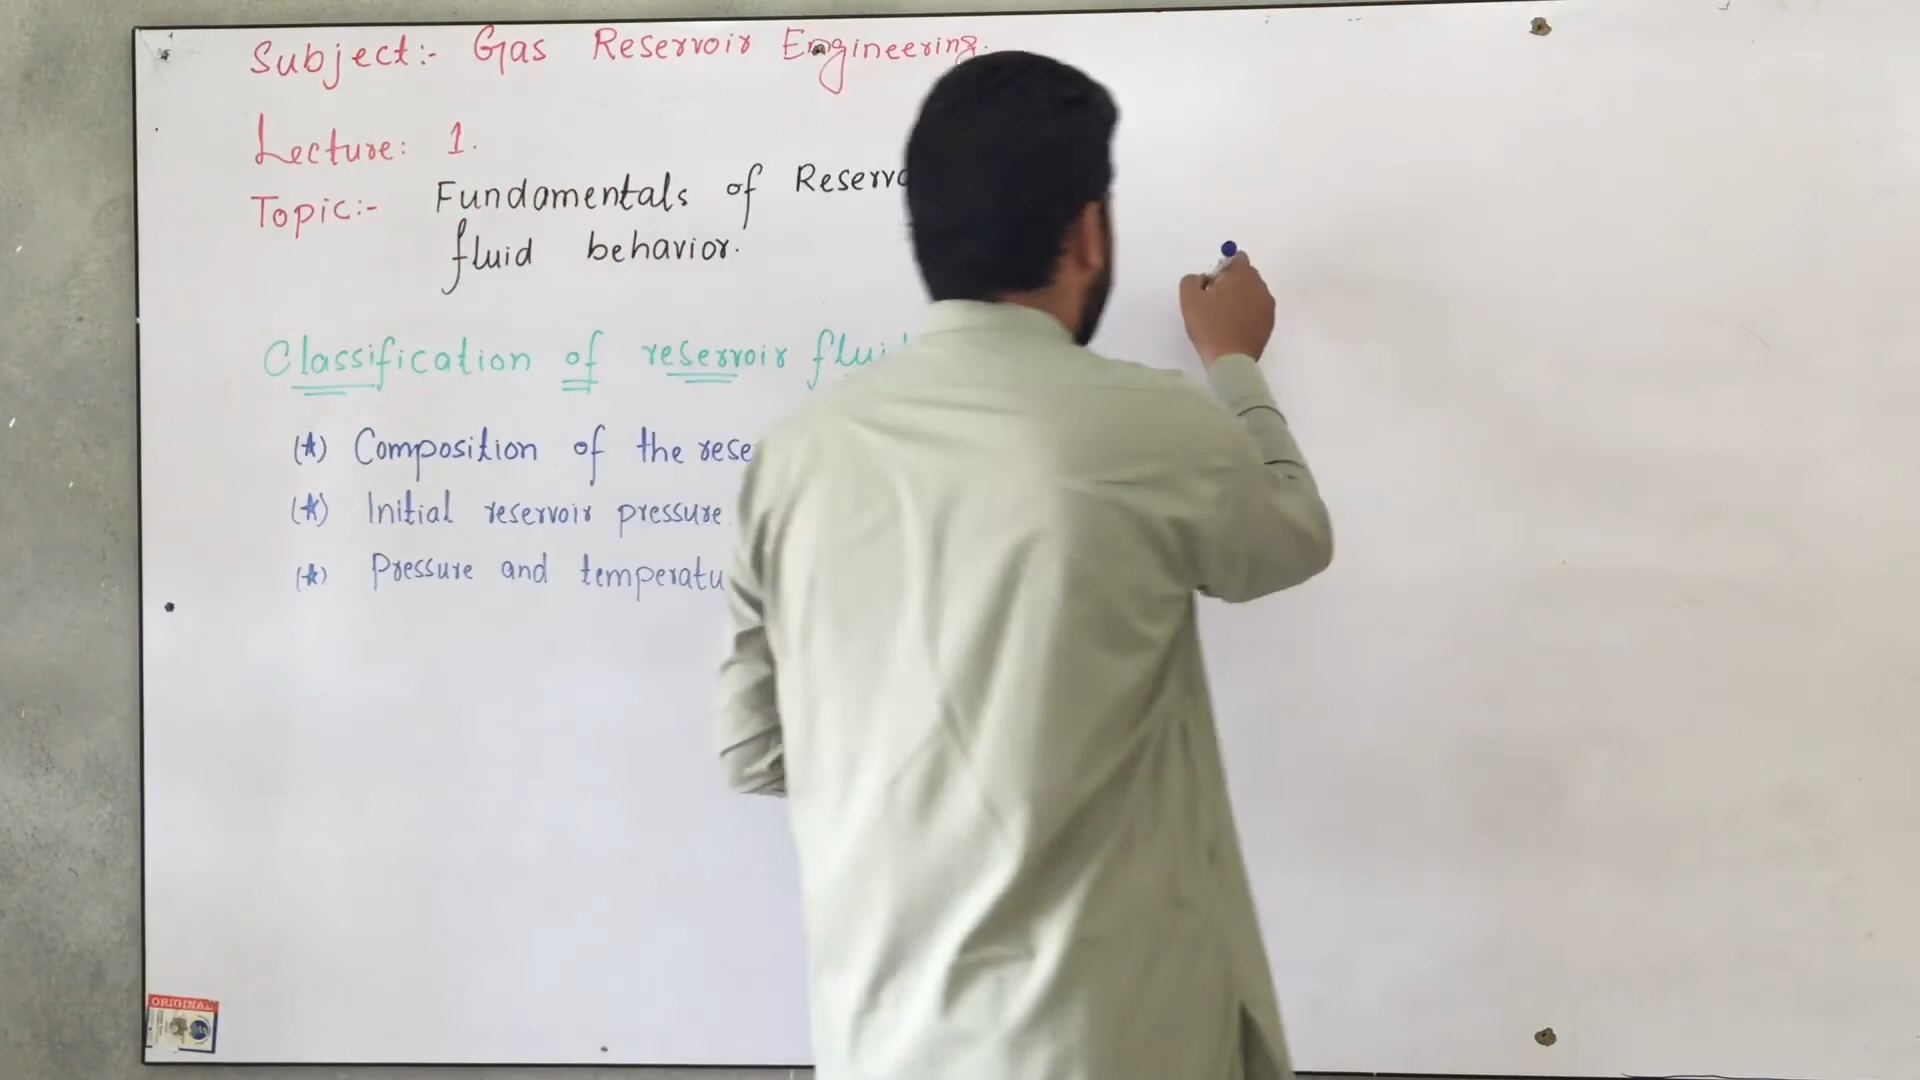 Subject:- Gas Reservoir Engineering.
Lecture: 1.
Topic:- Fundamentals of
fluid behavior.
Classification of reservoir
(*) Composition of the
(*) Initial reservoir pressure
(*) Pressure and
ORIGINAL